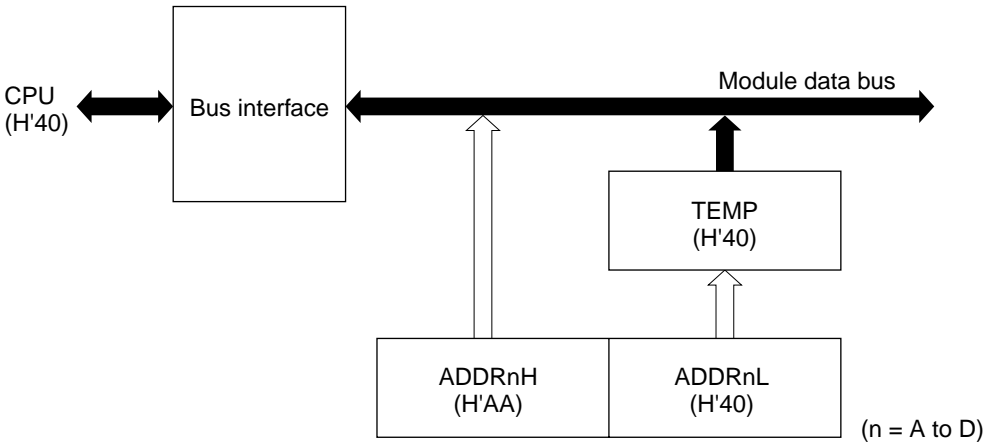 Module data bus
CPU
(H'40)
Bus interface
TEMP
(H'40)
ADDRnH
(H'AA)
ADDRnL
(H'40)
(n = A to D)